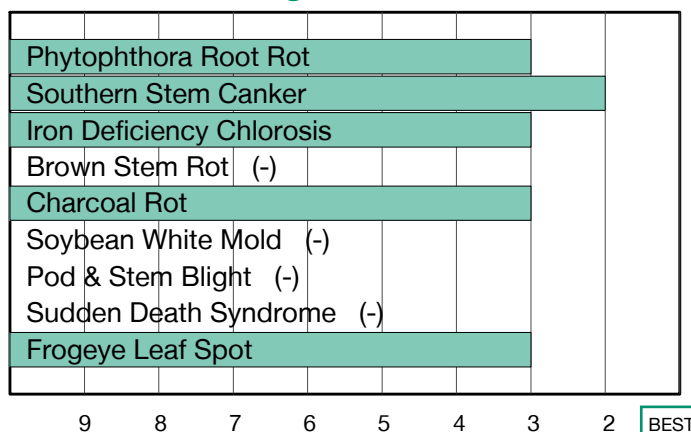 Phytophthora Root Rot
Southern Stem Canker
Iron Deficiency Chlorosis
Brown Stem Rot (-)
Charcoal Rot
Soybean White Mold (-)
Pod & Stem Blight (-)
Sudden Death Syndrome (-)
Frogeye Leaf Spot
9 8 7 6 5 4 3 2 BEST